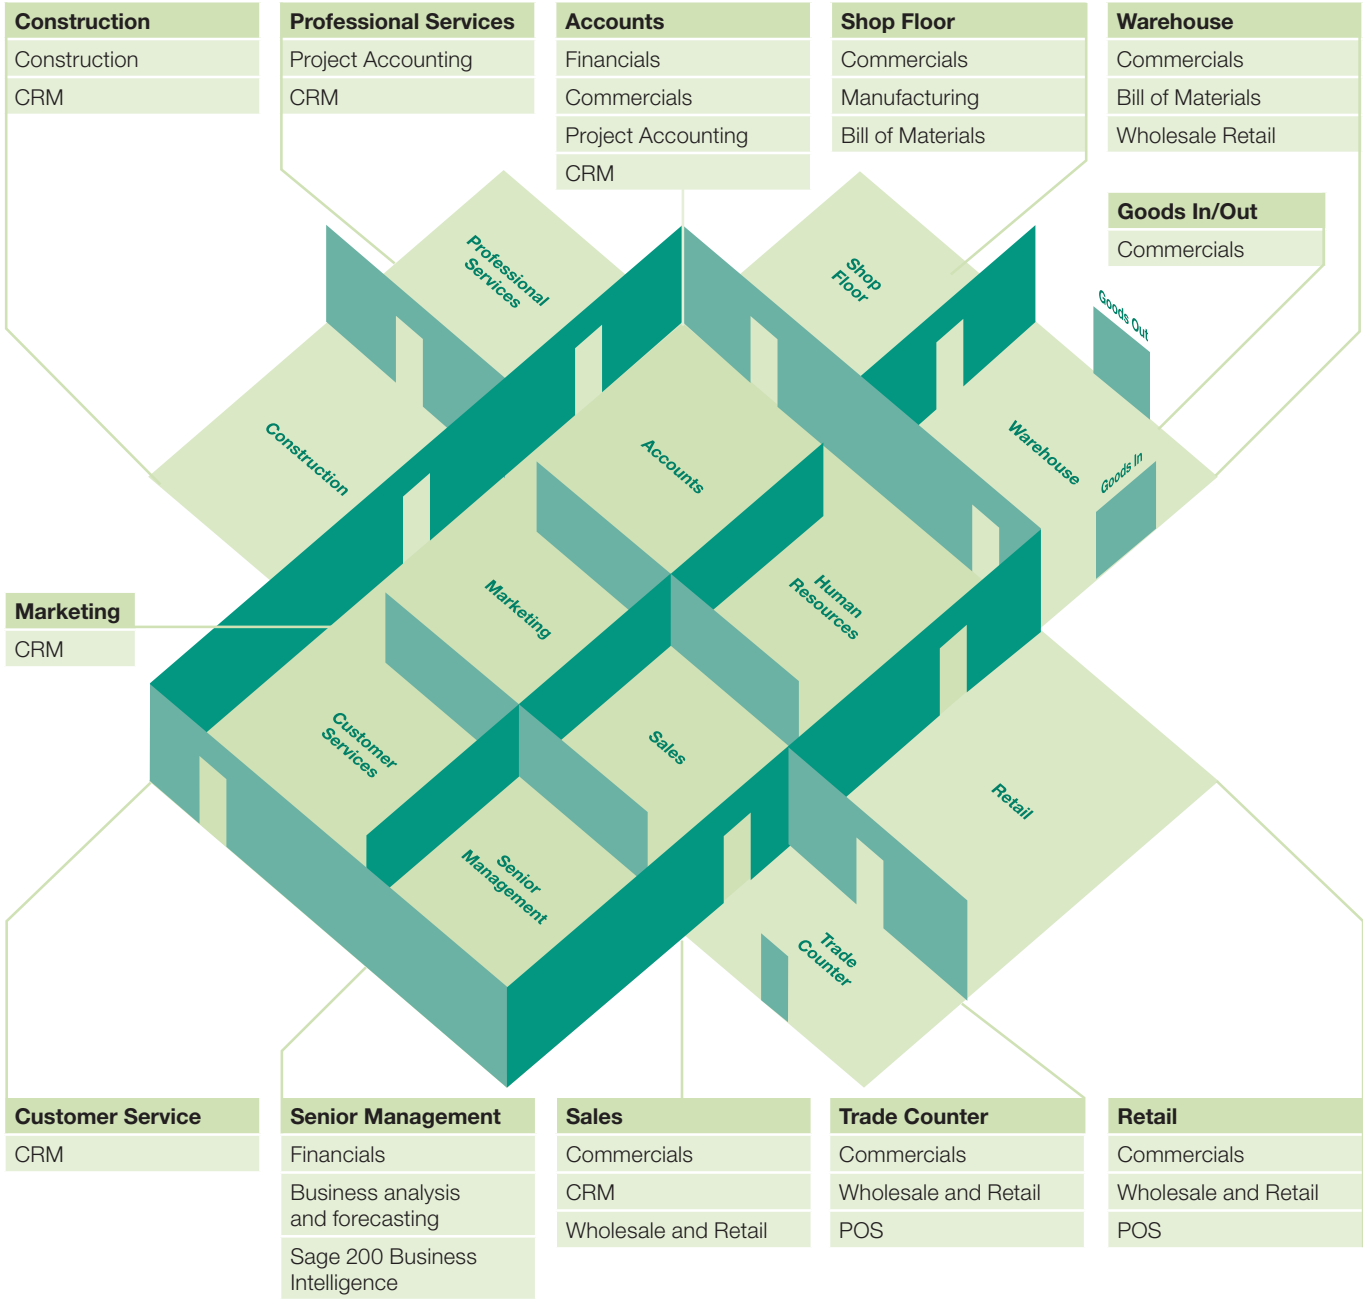 Construction
Construction
CRM
Professional Services
Project Accounting
CRM
Accounts
Financials
Commercials
Project Accounting
CRM
Shop Floor
Commercials
Manufacturing
Bill of Materials
Warehouse
Commercials
Bill of Materials
Wholesale Retail
Goods In/Out
Commercials
Professional
Services
Shop
Floor
Goods Out
Construction
Accounts
Warehouse
Goods In
Marketing
CRM
Marketing
Human
Resources
Customer
Services
Sales
Retail
Senior
Management
Trade
Counter
Customer Service
CRM
Senior Management
Financials
Business analysis
and forecasting
Sage 200 Business
Intelligence
Sales
Commercials
CRM
Wholesale and Retail
Trade Counter
Commercials
Wholesale and Retail
POS
Retail
Commercials
Wholesale and Retail
POS